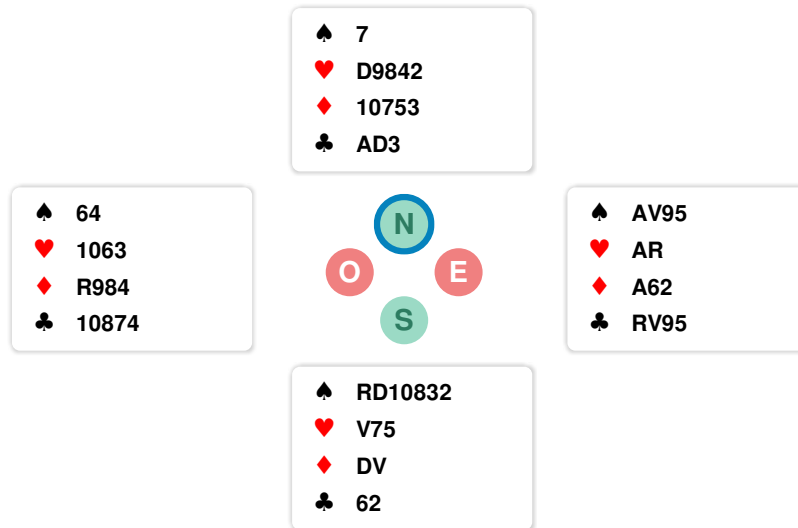 ♠ 7
♥ D9842
♦ 10753
♣ AD3
♠ 64
♥ 1063
♦ R984
♣ 10874
N
O E
S
♠ AV95
♥ AR
♦ A62
♣ RV95
♠ RD10832
♥ V75
♦ DV
♣ 62